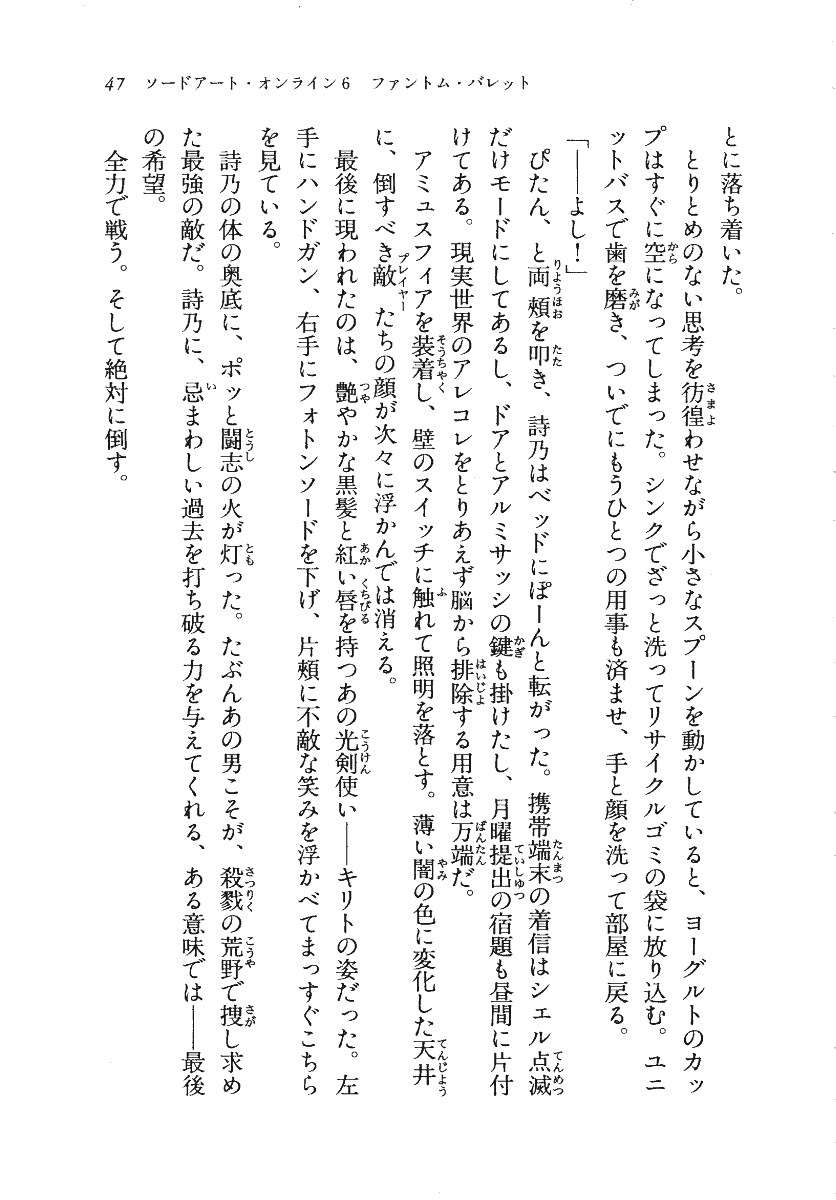 47　ソードアート・オンライン6　ファントム・バレット
とに落ち着いた。
　とりとめのない思考を彷徨わせながら小さなスプーンを動かしていると、ヨーグルトのカッ
プはすぐに空になってしまった。シンクでざっと洗ってリサイクルゴミの袋に放り込む。ユニ
ットバスで歯を磨き、ついでにもうひとつの用事も済ませ、手と顔を洗って部屋に戻る。
「――よし！」
　ぴたん、と両頰を叩き、詩乃はベッドにぽーんと転がった。携帯端末の着信はシェル点滅
だけモードにしてあるし、ドアとアルミサッシの鍵も掛けたし、月曜提出の宿題も昼間に片付
けてある。現実世界のアレコレをとりあえず脳から排除する用意は万端だ。
　アミュスフィアを装着し、壁のスイッチに触れて照明を落とす。薄い闇の色に変化した天井
に、倒すべき敵たちの顔が次々に浮かんでは消える。
　最後に現われたのは、艶やかな黒髪と紅い唇を持つあの光剣使い――キリトの姿だった。左
手にハンドガン、右手にフォトンソードを下げ、片頰に不敵な笑みを浮かべてまっすぐこちら
を見ている。
　詩乃の体の奥底に、ポッと闘志の火が灯った。たぶんあの男こそが、殺戮の荒野で捜し求め
た最強の敵だ。詩乃に、忌まわしい過去を打ち破る力を与えてくれる、ある意味では――最後
の希望。
　全力で戦う。そして絶対に倒す。